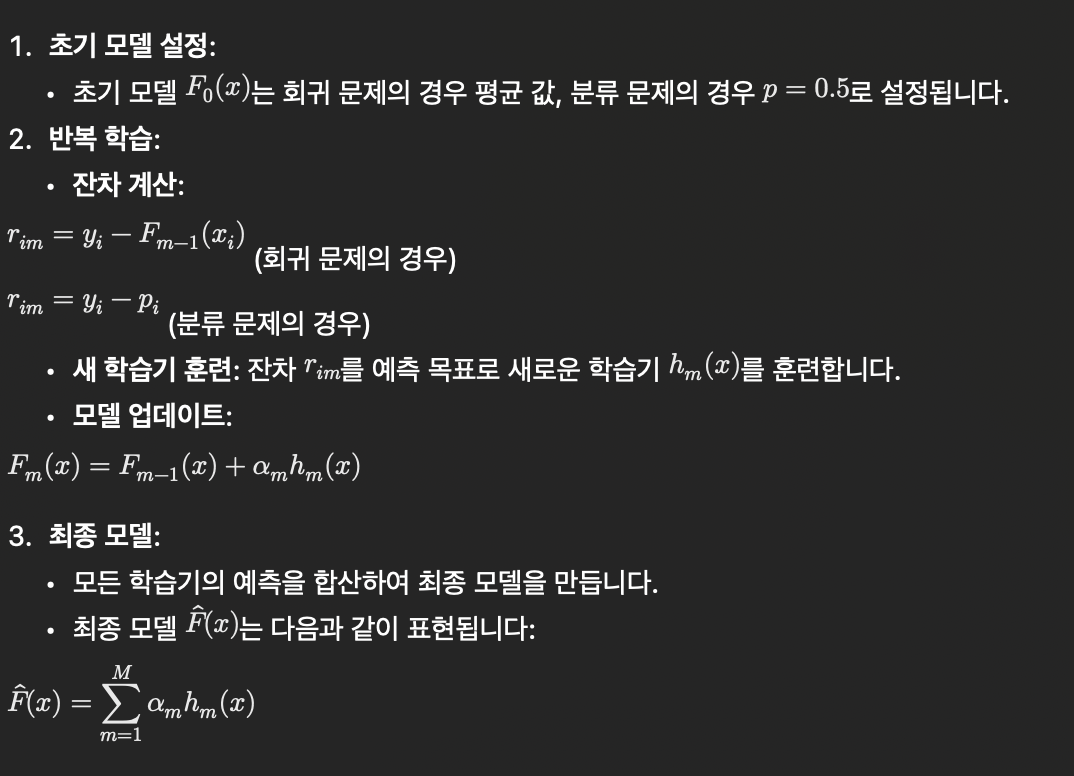 1. 초기 모델 설정:
• 초기 모델 F₀(x)는 회귀 문제의 경우 평균 값, 분류 문제의 경우 p = 0.5로 설정됩니다.
2. 반복 학습:
• 잔차 계산:
r_{im} = y_i − F_{m−1}(x_i) (회귀 문제의 경우)
r_{im} = y_i − p_i (분류 문제의 경우)
• 새 학습기 훈련: 잔차 r_{im}를 예측 목표로 새로운 학습기 h_m(x)를 훈련합니다.
• 모델 업데이트:
F_m(x) = F_{m−1}(x) + α_m h_m(x)
3. 최종 모델:
• 모든 학습기의 예측을 합산하여 최종 모델을 만듭니다.
• 최종 모델 F̂(x)는 다음과 같이 표현됩니다:
F̂(x) = ∑_{m=1}^{M} α_m h_m(x)